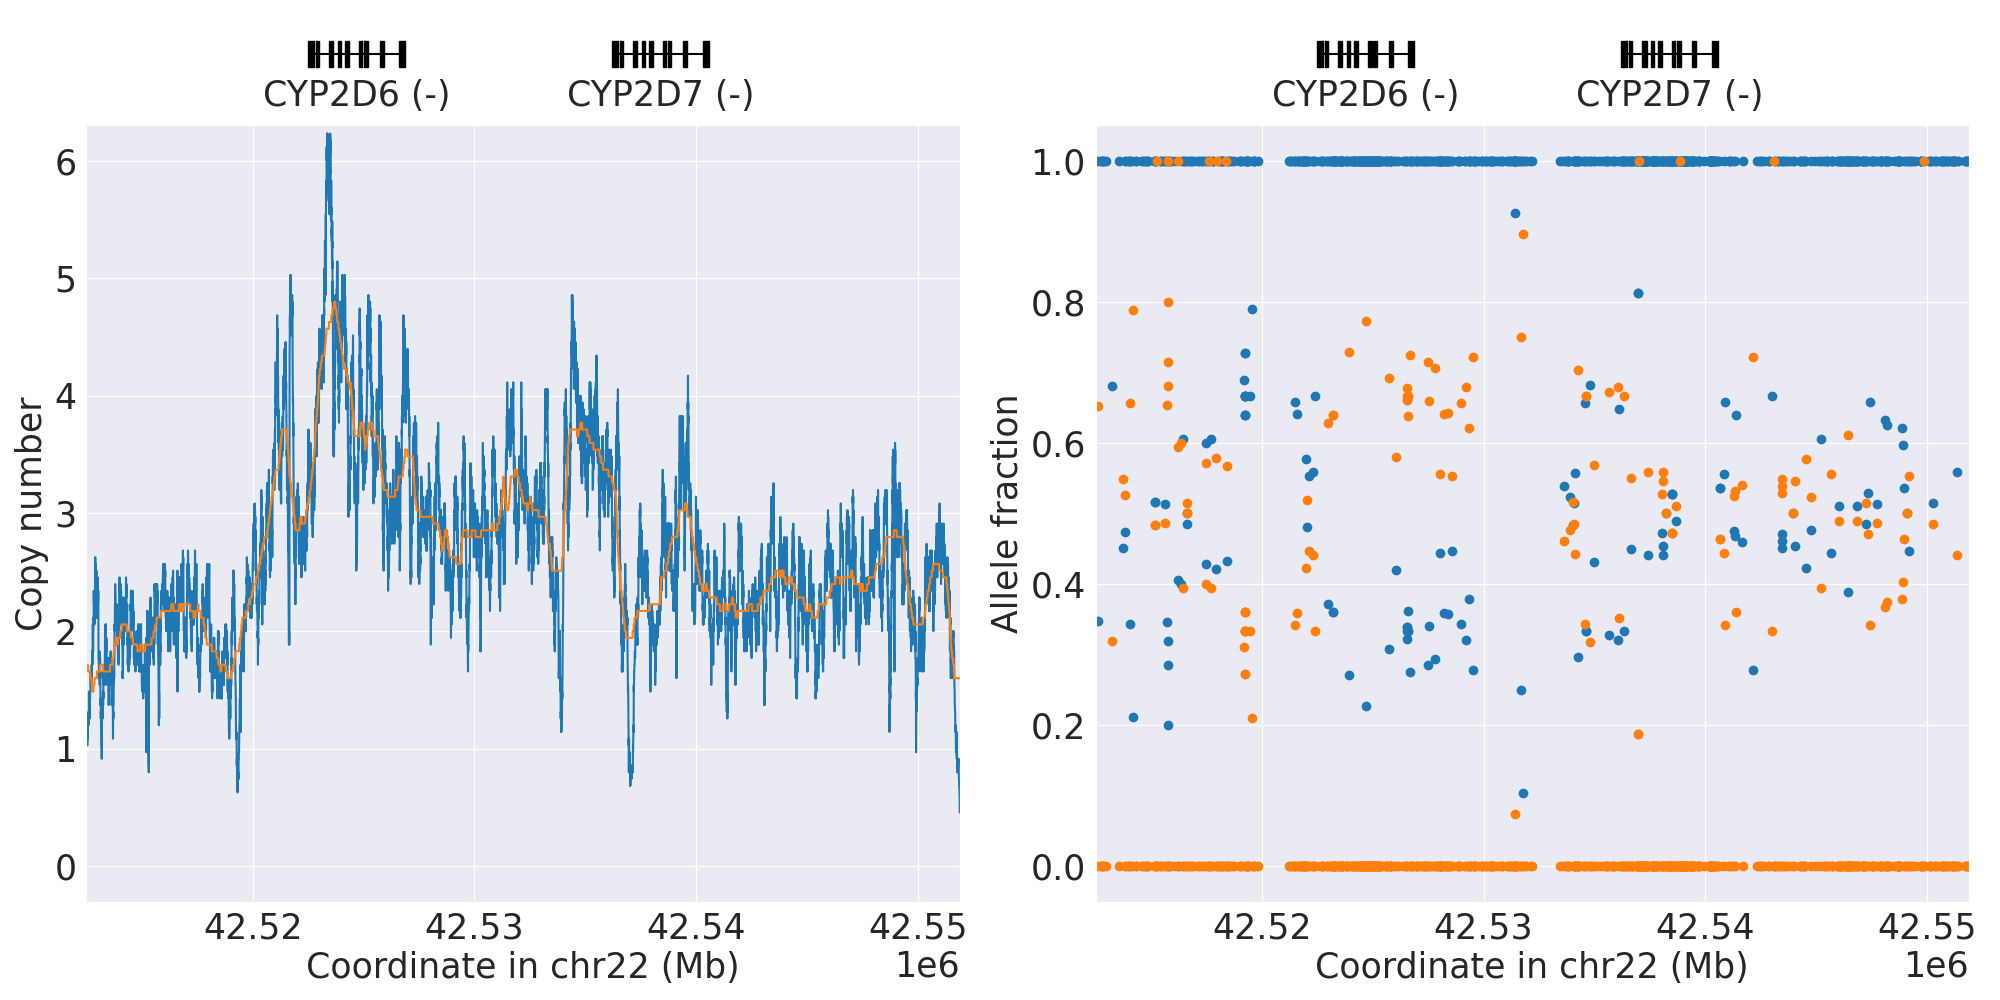 CYP2D6 (-) CYP2D7 (-)
6
5
4
3
2
1
0
Copy number
42.52 42.53 42.54 42.55
Coordinate in chr22 (Mb) 1e6
CYP2D6 (-) CYP2D7 (-)
1.0
0.8
0.6
0.4
0.2
0.0
Allele fraction
42.52 42.53 42.54 42.55
Coordinate in chr22 (Mb) 1e6